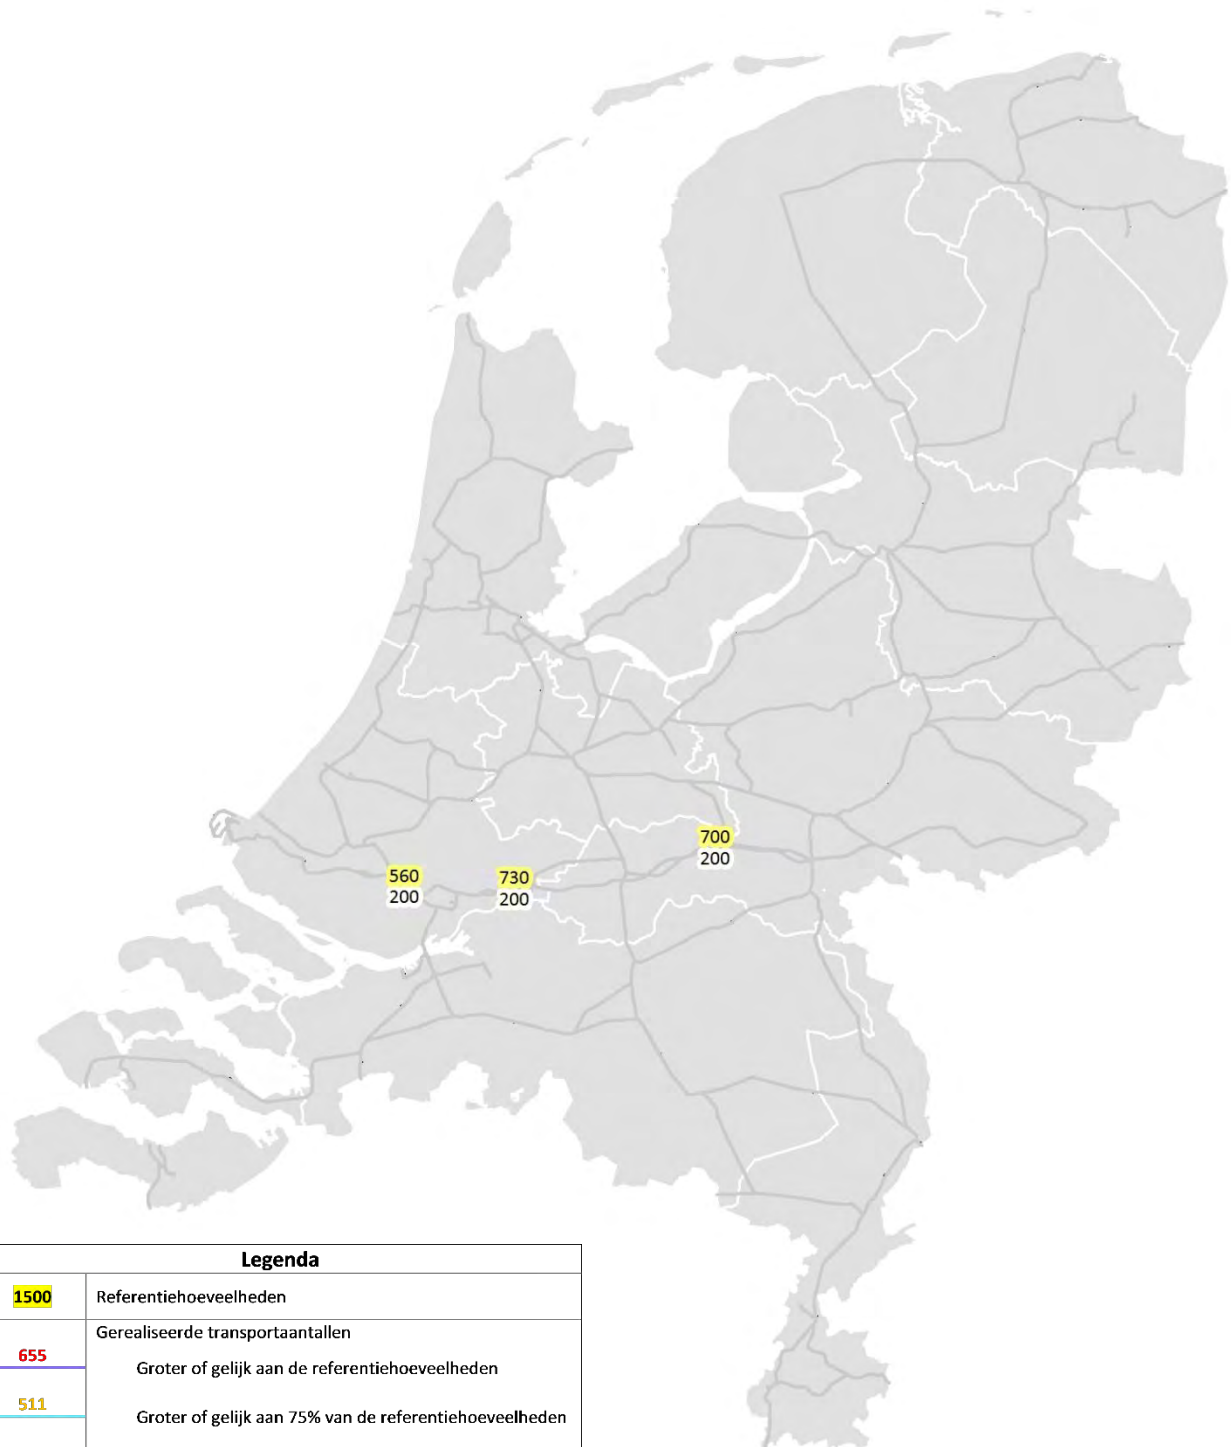 700
200
560
200
730
200
Legenda
1500 Referentiehoeveelheden
Gerealiseerde transportaantallen
655
Groter of gelijk aan de referentiehoeveelheden
511
Groter of gelijk aan 75% van de referentiehoeveelheden